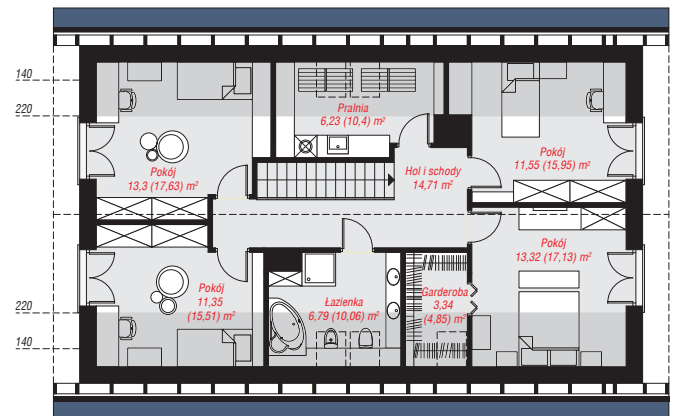 140
220
Pralnia
6,23 (10,4) m²
Pokój
13,3 (17,63) m²
Hol i schody
14,71 m²
Pokój
11,55 (15,95) m²
Pokój
13,32 (17,13) m²
Pokój
11,35
(15,51) m²
Łazienka
6,79 (10,06) m²
Garderoba
3,34
(4,85) m²
220
140